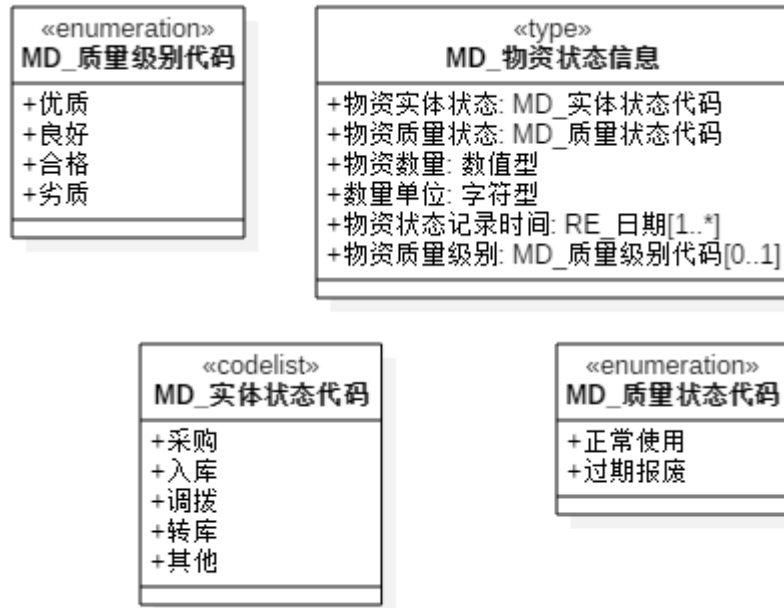 «enumeration»
MD_质量级别代码
+优质
+良好
+合格
+劣质
«type»
MD_物资状态信息
+物资实体状态: MD_实体状态代码
+物资质量状态: MD_质量状态代码
+物资数量: 数值型
+数量单位: 字符型
+物资状态记录时间: RE_日期[1..*]
+物资质量级别: MD_质量级别代码[0..1]
«codelist»
MD_实体状态代码
+采购
+入库
+调拨
+转库
+其他
«enumeration»
MD_质量状态代码
+正常使用
+过期报废